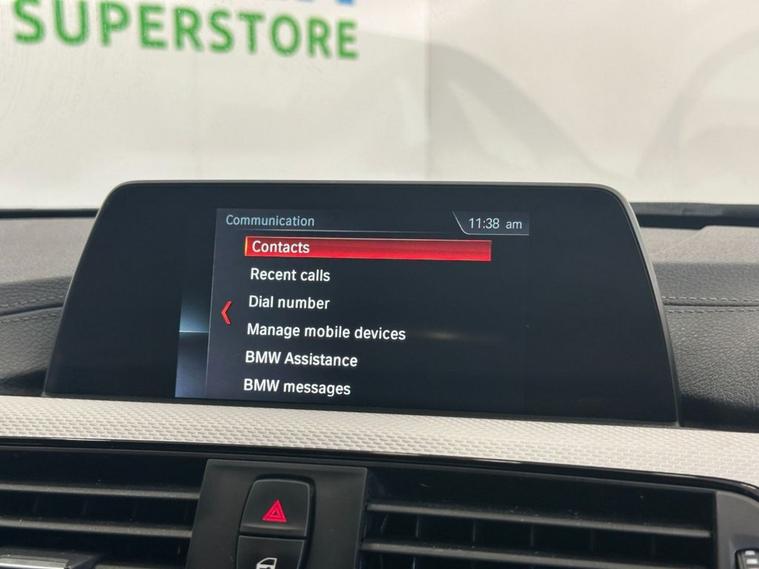 SUPERSTORE
Communication
11:38 am
Contacts
Recent calls
Dial number
Manage mobile devices
BMW Assistance
BMW messages